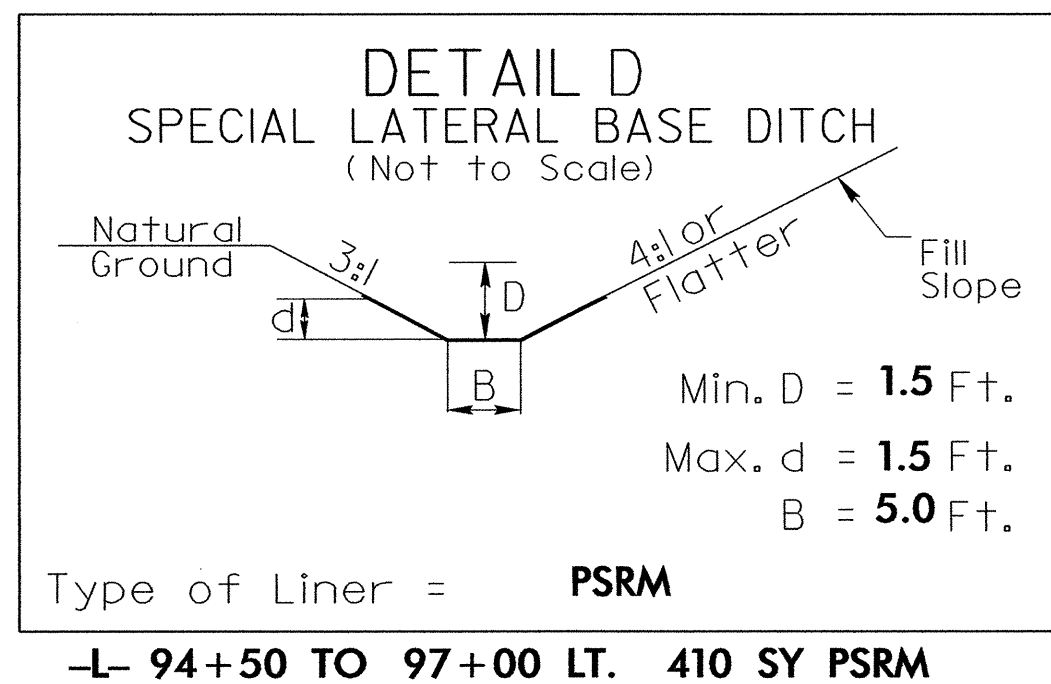 DETAIL D
SPECIAL LATERAL BASE DITCH
(Not to Scale)
Natural
Ground
3:1
d
D
B
4:1 or
Flatter
Fill
Slope
Min. D = 1.5 Ft.
Max. d = 1.5 Ft.
B = 5.0 Ft.
Type of Liner = PSRM
-L- 94+50 TO 97+00 LT. 410 SY PSRM